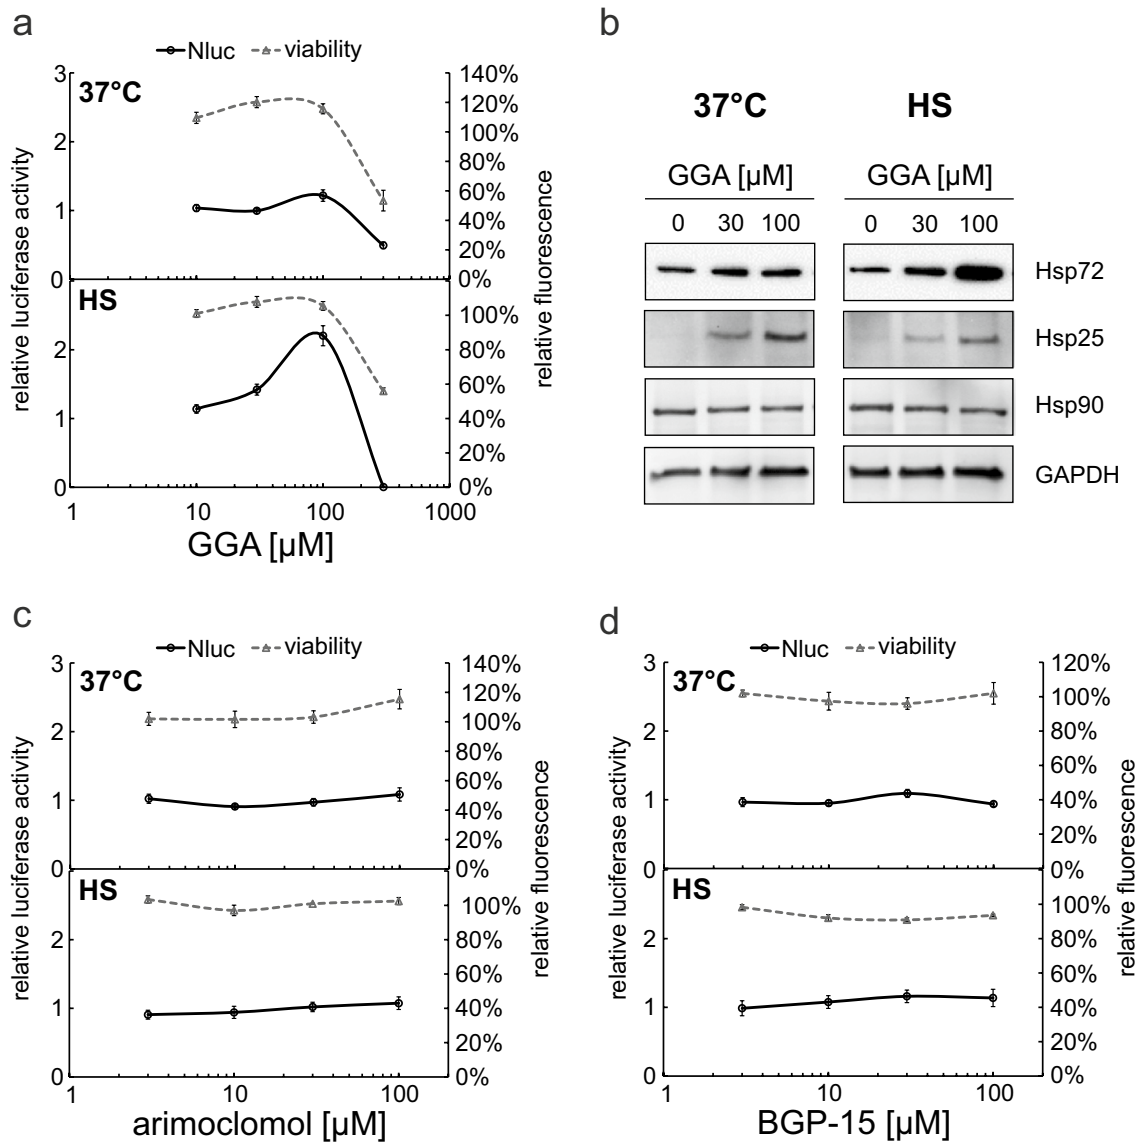 a
Nluc viability
37°C
3
2
1
0
140%
120%
100%
80%
60%
40%
20%
0%
relative luciferase activity
relative fluorescence
HS
2
1
0
100%
80%
60%
40%
20%
0%
1 10 100 1000
GGA [µM]
b
37°C HS
GGA [µM] GGA [µM]
0 30 100 0 30 100
Hsp72
Hsp25
Hsp90
GAPDH
c
Nluc viability
37°C
3
2
1
0
140%
120%
100%
80%
60%
40%
20%
0%
relative luciferase activity
relative fluorescence
HS
2
1
0
100%
80%
60%
40%
20%
0%
1 10 100
arimoclomol [µM]
d
Nluc viability
37°C
3
2
1
0
120%
100%
80%
60%
40%
20%
0%
relative luciferase activity
relative fluorescence
HS
2
1
0
100%
80%
60%
40%
20%
0%
1 10 100
BGP-15 [µM]